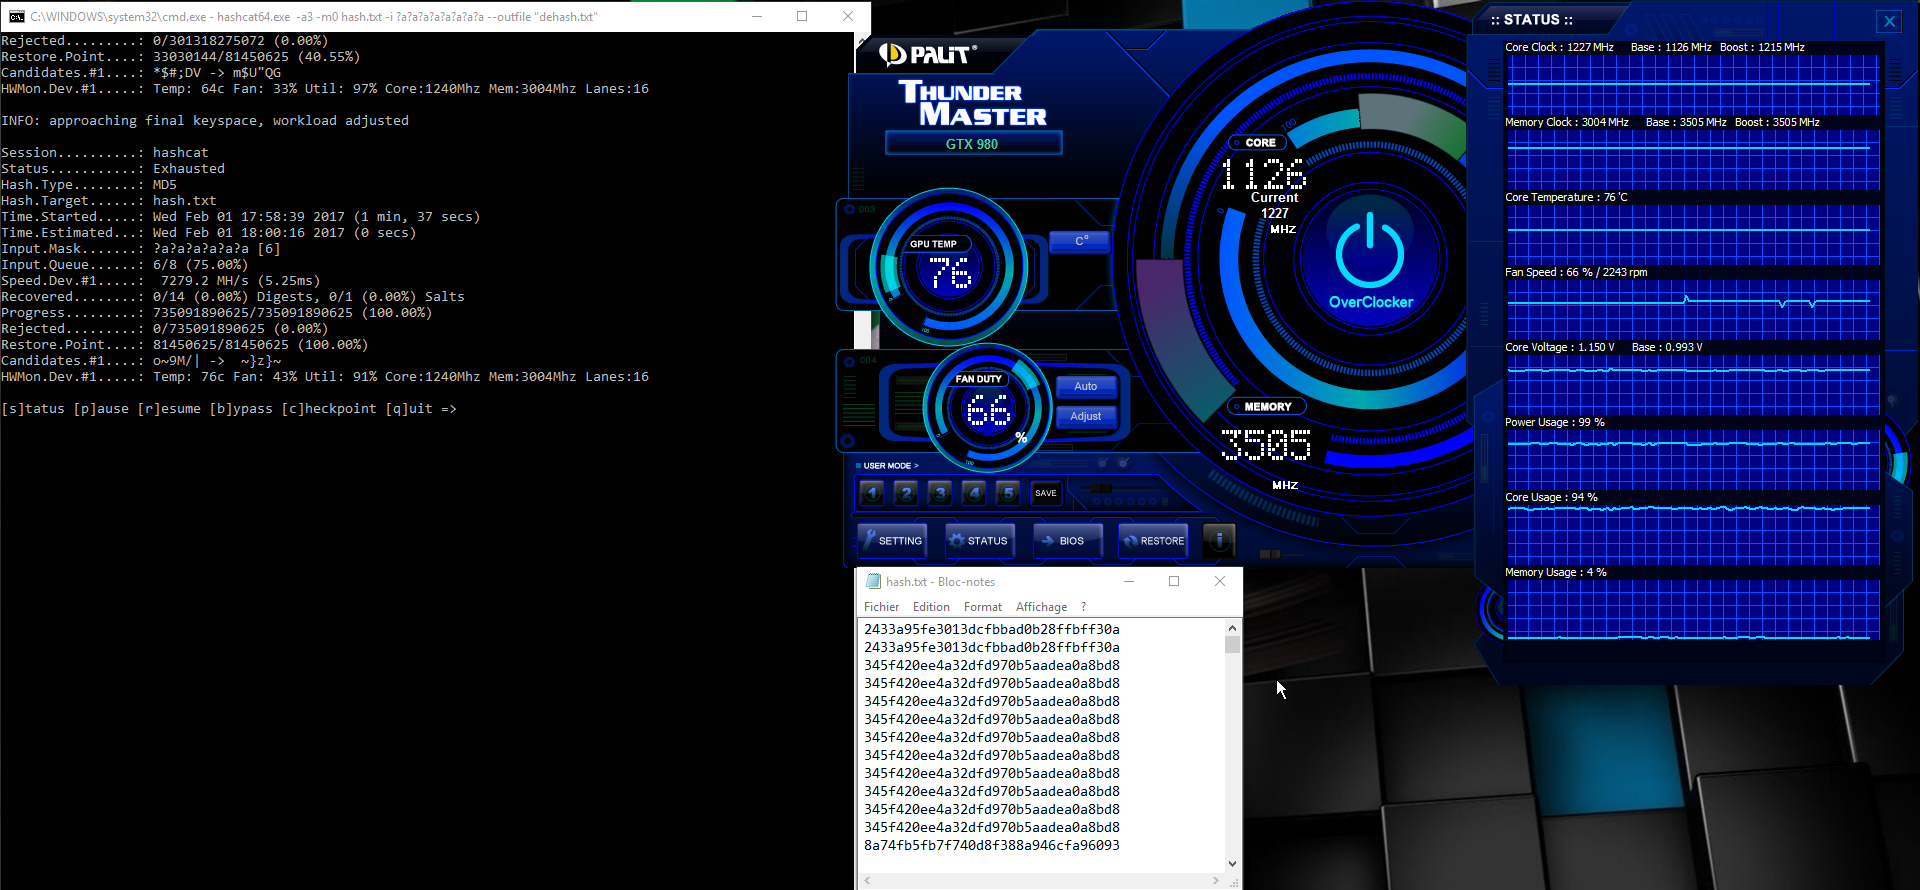 C:\WINDOWS\system32\cmd.exe - hashcat64.exe  -a3 -m0 hash.txt -i ?a?a?a?a?a?a?a?a --outfile "dehash.txt"
Rejected.........: 0/301318275072 (0.00%)
Restore.Point....: 33030144/81450625 (40.55%)
Candidates.#1....: *$#;DV -> m$U"QG
HWMon.Dev.#1.....: Temp: 64c Fan: 33% Util: 97% Core:1240Mhz Mem:3004Mhz Lanes:16
INFO: approaching final keyspace, workload adjusted
Session..........: hashcat
Status...........: Exhausted
Hash.Type........: MD5
Hash.Target......: hash.txt
Time.Started.....: Wed Feb 01 17:58:39 2017 (1 min, 37 secs)
Time.Estimated...: Wed Feb 01 18:00:16 2017 (0 secs)
Input.Mask.......: ?a?a?a?a?a?a [6]
Input.Queue......: 6/8 (75.00%)
Speed.Dev.#1.....:  7279.2 MH/s (5.25ms)
Recovered........: 0/14 (0.00%) Digests, 0/1 (0.00%) Salts
Progress.........: 735091890625/735091890625 (100.00%)
Rejected.........: 0/735091890625 (0.00%)
Restore.Point....: 81450625/81450625 (100.00%)
Candidates.#1....: o~9M/| ->  ~}z}~
HWMon.Dev.#1.....: Temp: 76c Fan: 43% Util: 91% Core:1240Mhz Mem:3004Mhz Lanes:16
[s]tatus [p]ause [r]esume [b]ypass [c]heckpoint [q]uit =>
PALIT
THUNDER
MASTER
GTX 980
003
GPU TEMP
76
0
100
C°
004
FAN DUTY
66
%
0
100
Auto
Adjust
USER MODE >
1 2 3 4 5 SAVE
SETTING STATUS BIOS RESTORE i
CORE
100
1126
Current
1227
MHZ
0
OverClocker
MEMORY
3505
MHZ
:: STATUS ::
Core Clock : 1227 MHz Base : 1126 MHz Boost : 1215 MHz
Memory Clock : 3004 MHz Base : 3505 MHz Boost : 3505 MHz
Core Temperature : 76 'C
Fan Speed : 66 % / 2243 rpm
Core Voltage : 1.150 V Base : 0.993 V
Power Usage : 99 %
Core Usage : 94 %
Memory Usage : 4 %
hash.txt - Bloc-notes
Fichier Edition Format Affichage ?
2433a95fe3013dcfbbad0b28ffbff30a
2433a95fe3013dcfbbad0b28ffbff30a
345f420ee4a32dfd970b5aadea0a8bd8
345f420ee4a32dfd970b5aadea0a8bd8
345f420ee4a32dfd970b5aadea0a8bd8
345f420ee4a32dfd970b5aadea0a8bd8
345f420ee4a32dfd970b5aadea0a8bd8
345f420ee4a32dfd970b5aadea0a8bd8
345f420ee4a32dfd970b5aadea0a8bd8
345f420ee4a32dfd970b5aadea0a8bd8
345f420ee4a32dfd970b5aadea0a8bd8
345f420ee4a32dfd970b5aadea0a8bd8
8a74fb5fb7f740d8f388a946cfa96093